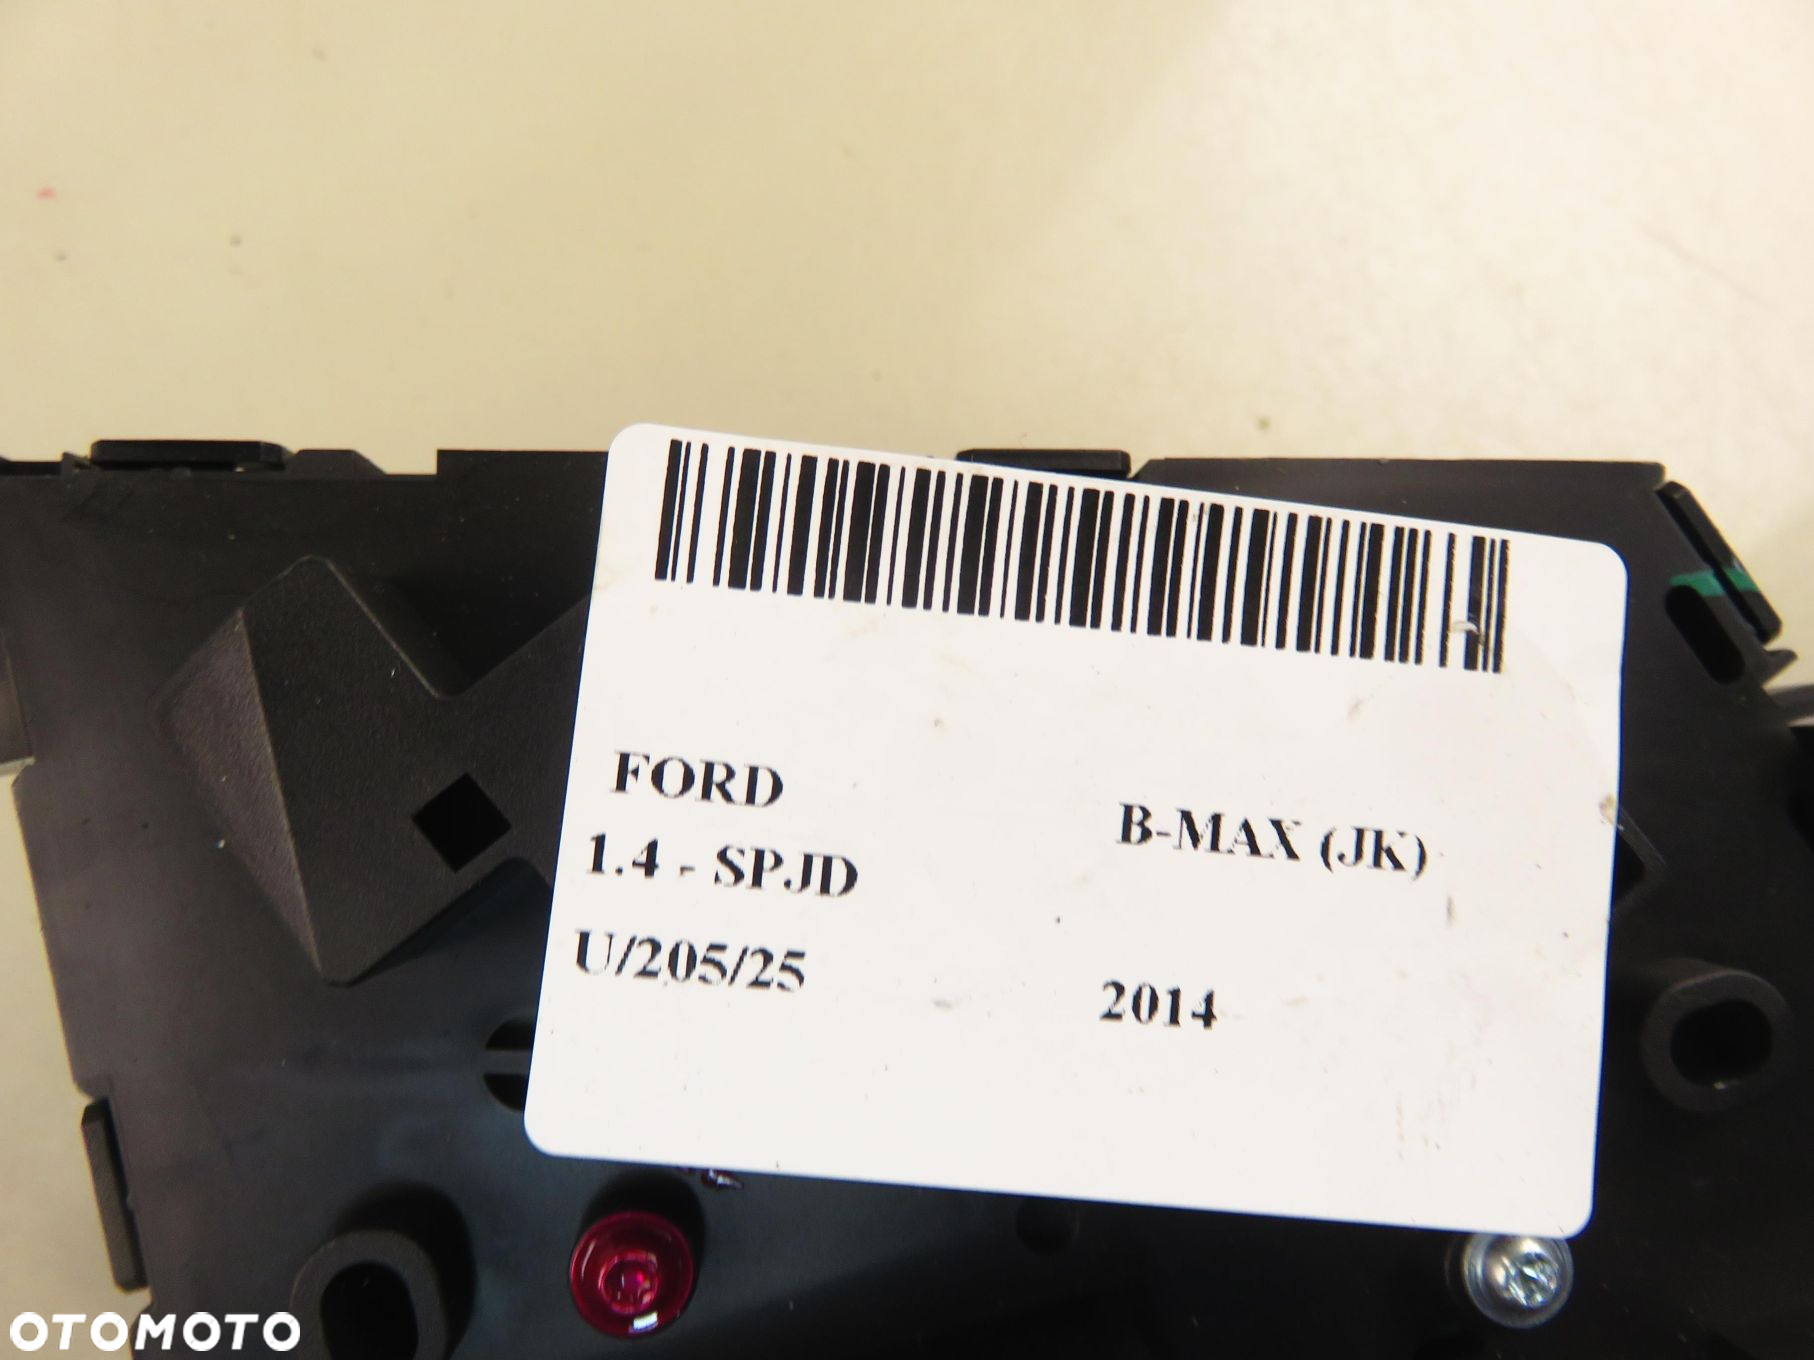 FORD
B-MAX (JK)
1.4 - SPJD
U/205/25
2014
OTOMOTO